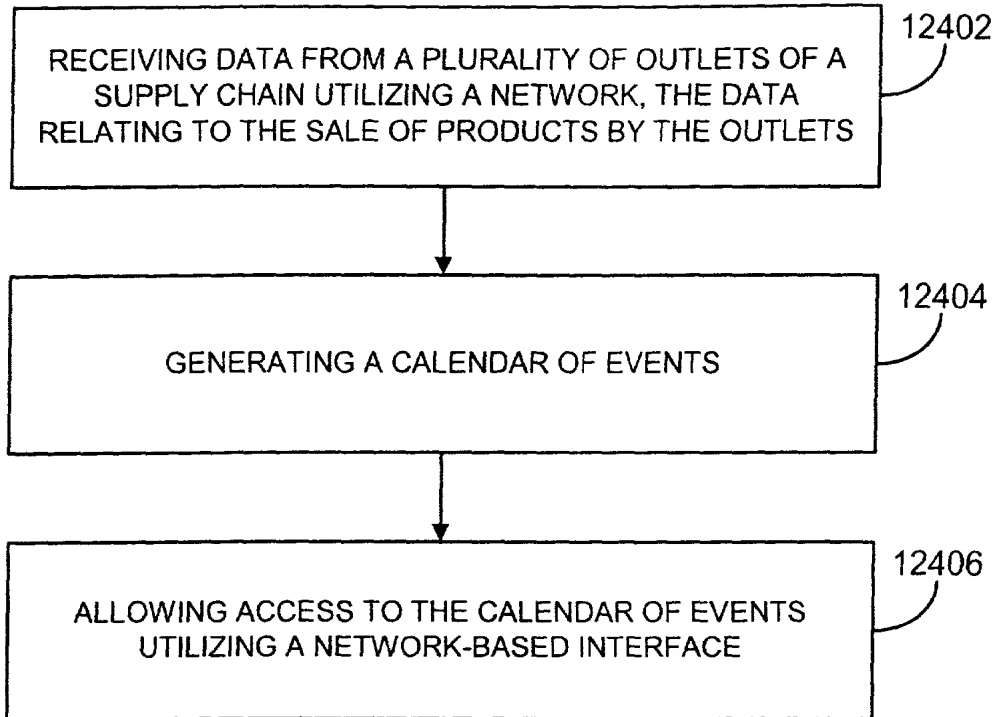 12402
RECEIVING DATA FROM A PLURALITY OF OUTLETS OF A
SUPPLY CHAIN UTILIZING A NETWORK, THE DATA
RELATING TO THE SALE OF PRODUCTS BY THE OUTLETS
12404
GENERATING A CALENDAR OF EVENTS
12406
ALLOWING ACCESS TO THE CALENDAR OF EVENTS
UTILIZING A NETWORK-BASED INTERFACE